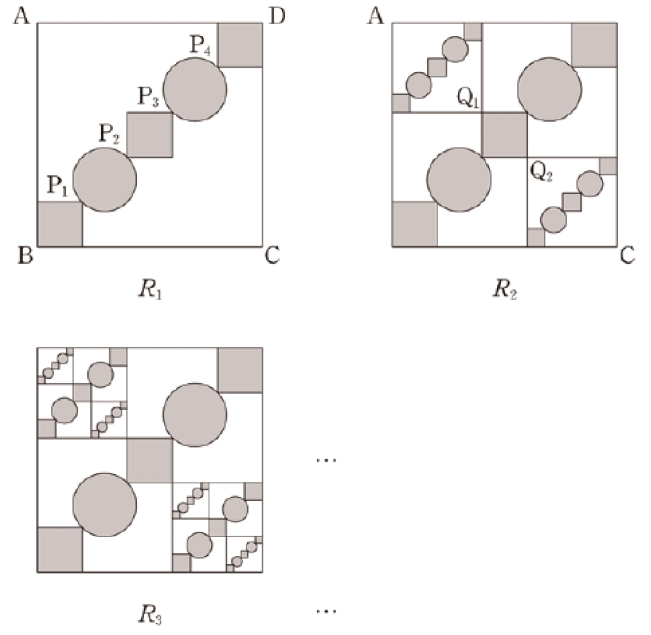 A D A
P₄
P₃ Q₁
P₂
P₁ Q₂
B C C
R₁ R₂
...
R₃ ...